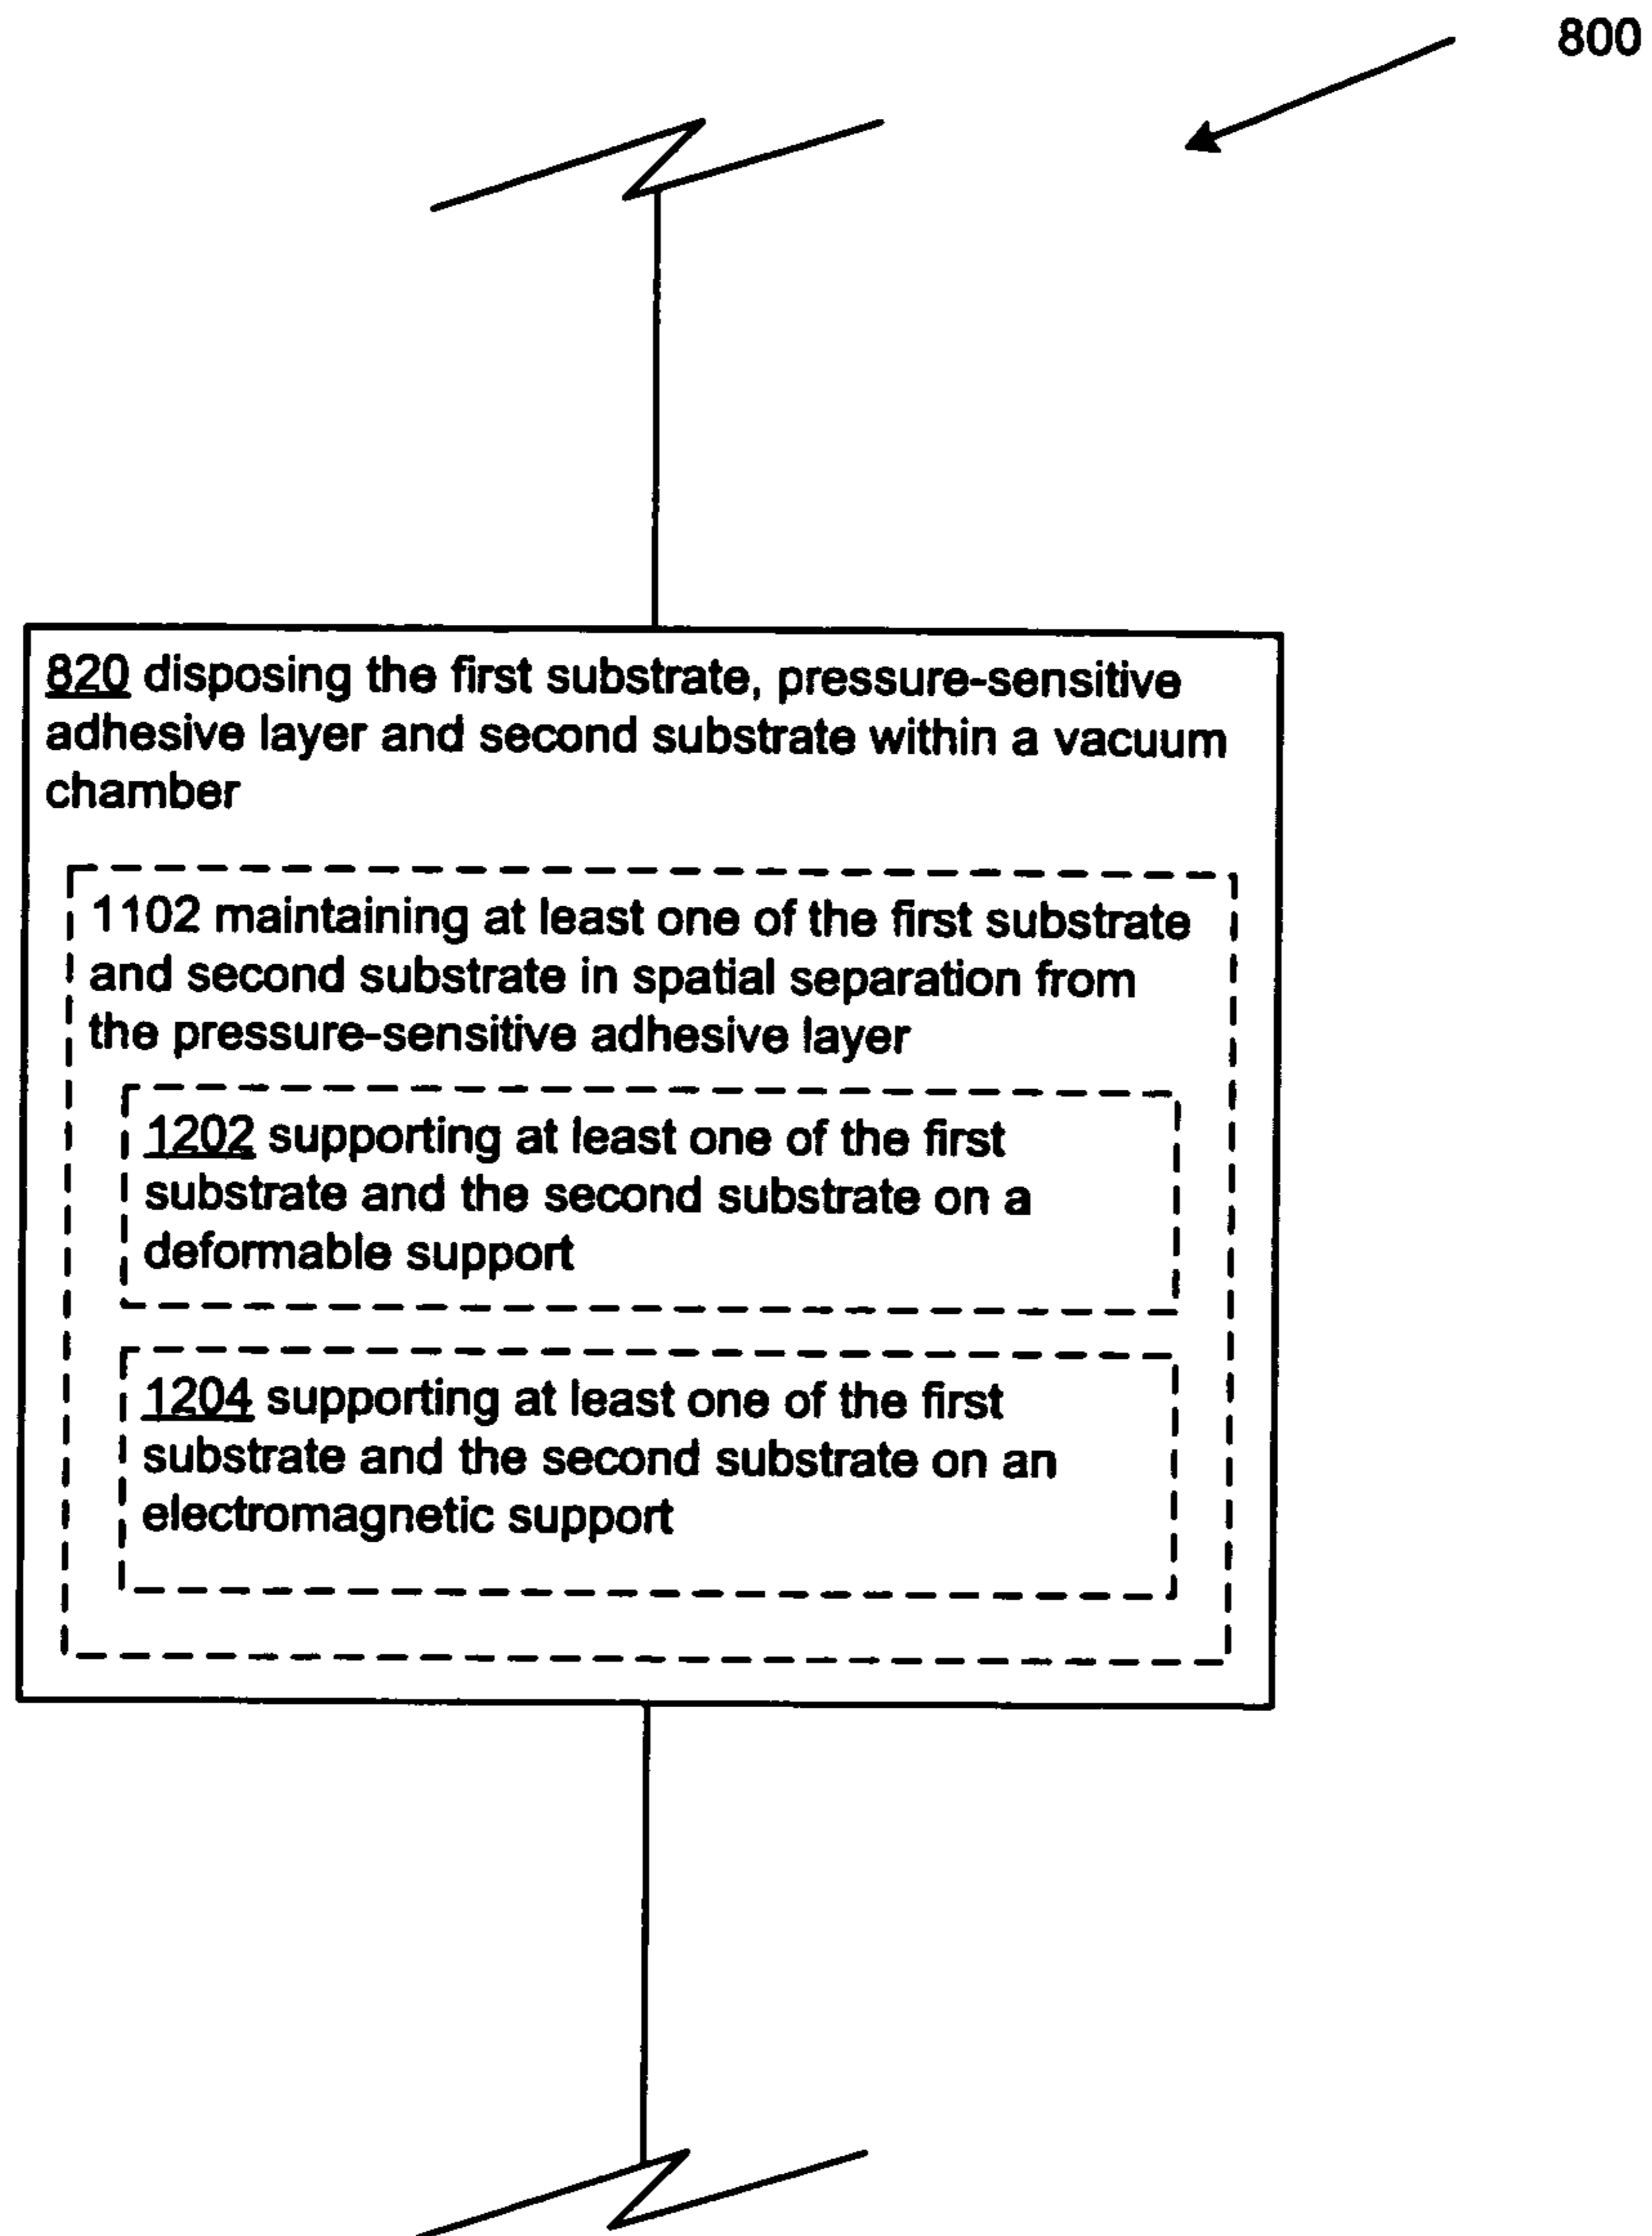 800
820 disposing the first substrate, pressure-sensitive
adhesive layer and second substrate within a vacuum
chamber
1102 maintaining at least one of the first substrate
and second substrate in spatial separation from
the pressure-sensitive adhesive layer
1202 supporting at least one of the first
substrate and the second substrate on a
deformable support
1204 supporting at least one of the first
substrate and the second substrate on an
electromagnetic support